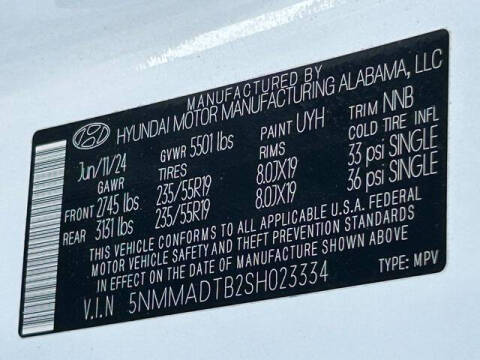 MANUFACTURED BY
HYUNDAI MOTOR MANUFACTURING ALABAMA, LLC
Jun/11/24 GVWR 5501 lbs PAINT UYH TRIM NNB
GAWR TIRES RIMS COLD TIRE INFL
FRONT 2745 lbs 235/55R19 8.0JX19 33 psi SINGLE
REAR 3131 lbs 235/55R19 8.0JX19 36 psi SINGLE
THIS VEHICLE CONFORMS TO ALL APPLICABLE U.S.A. FEDERAL
MOTOR VEHICLE SAFETY AND THEFT PREVENTION STANDARDS
IN EFFECT ON THE DATE OF MANUFACTURE SHOWN ABOVE
V.I.N 5NMMADTB2SH023334 TYPE: MPV